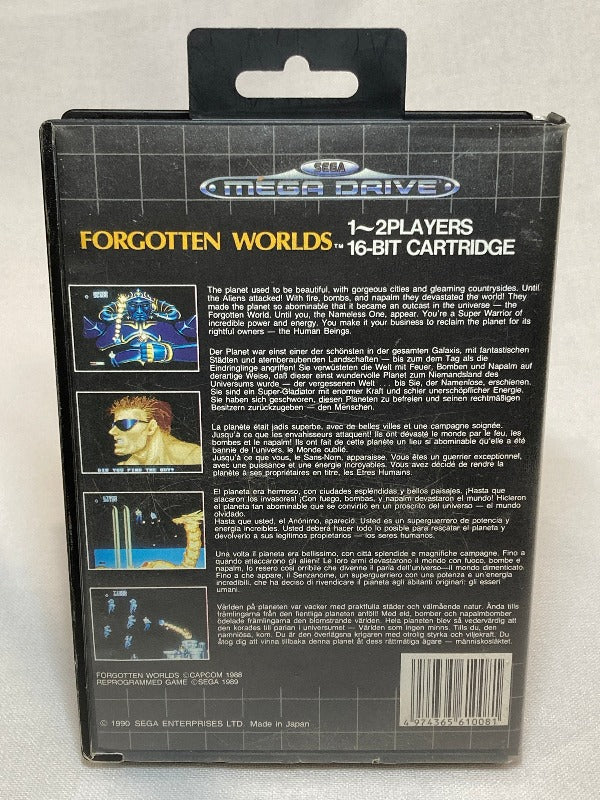 SEGA
MEGA DRIVE
FORGOTTEN WORLDS™
1~2PLAYERS
16-BIT CARTRIDGE
The planet used to be beautiful, with gorgeous cities and gleaming countrysides. Until
the Aliens attacked! With fire, bombs, and napalm they devastated the world! They
made the planet so abominable that it became an outcast in the universe — the
Forgotten World. Until you, the Nameless One, appear. You're a Super Warrior of
incredible power and energy. You make it your business to reclaim the planet for its
rightful owners — the Human Beings.
Der Planet war einst einer der schönsten in der gesamten Galaxis, mit fantastischen
Städten und atemberaubenden Landschaften — bis zum dem Tag als die
Eindringlinge angriffen! Sie verwüsteten die Welt mit Feuer, Bomben und Napalm auf
derartige Weise, daß dieser einst wundervolle Planet zum Niemandsland des
Universums wurde — der vergessenen Welt . . . bis Sie, der Namenlose, erschienen.
Sie sind ein Super-Gladiator mit enormer Kraft und schier unerschöpflicher Energie.
Sie haben sich geschworen, diesen Planeten zu befreien und seinen rechtmäßigen
Besitzern zurückzugeben — den Menschen.
La planète était jadis superbe, avec de belles villes et une campagne soignée.
Jusqu'à ce que les envahisseurs attaquent! Ils ont dévasté le monde par le feu, les
bombes et le napalm! Ils ont fait de cette planète un lieu si abominable qu'elle a été
bannie de l'univers, le Monde oublié.
Jusqu'à ce que vous, le Sans-Nom, apparaisse. Vous êtes un guerrier exceptionnel,
avec une puissance et une énergie incroyables. Vous avez décidé de rendre la
planète à ses propriétaires en titre, les Etres Humains.
El planeta era hermoso, con ciudades espléndidas y bellos paisajes. ¡Hasta que
atacaron los invasores! ¡Con fuego, bombas, y napalm devastaron el mundo! Hicieron
el planeta tan abominable que se convirtió en un proscrito del universo — el mundo
olvidado.
Hasta que usted, el Anónimo, apareció. Usted es un superguerrero de potencia y
energía increíbles. Usted deberá hacer todo lo posible para rescatar el planeta y
devolverlo a sus legítimos propietarios — los seres humanos.
Una volta il pianeta era bellissimo, con città splendide e magnifiche campagne. Fino a
quando attaccarono gli alieni! Le loro armi devastarono il mondo con fuoco, bombe e
napalm, lo resero così orribile che divenne il paria dell'universo—il mondo dimenticato.
Fino a che appare, il Senzanome, un superguerriero con una potenza e un'energia
incredibili, che ha deciso di rivendicare il pianeta agli abitanti originari: gli esseri
umani.
Världen på planeten var vacker med praktfulla städer och välmående natur. Ända tills
främlingarna från den fientliga planeten anföll! Med eld, bomber och napalmbomber
ödelade främlingarna den blomstrande världen. Hela planeten blev så vedervärdig att
den korades till parian i universumet — Världen som ingen minns. Tills du, den
namnlösa, kom. Du är den överlägsna krigaren med otrolig styrka och viljekraft. Du
åtog dig att vinna tillbaka denna planet åt dess rättmätiga ägare — människosläktet.
DID YOU FIND THE GUY?
FORGOTTEN WORLDS ©CAPCOM 1988
REPROGRAMMED GAME ©SEGA 1989
© 1990 SEGA ENTERPRISES LTD. Made in Japan
4 974365 610081